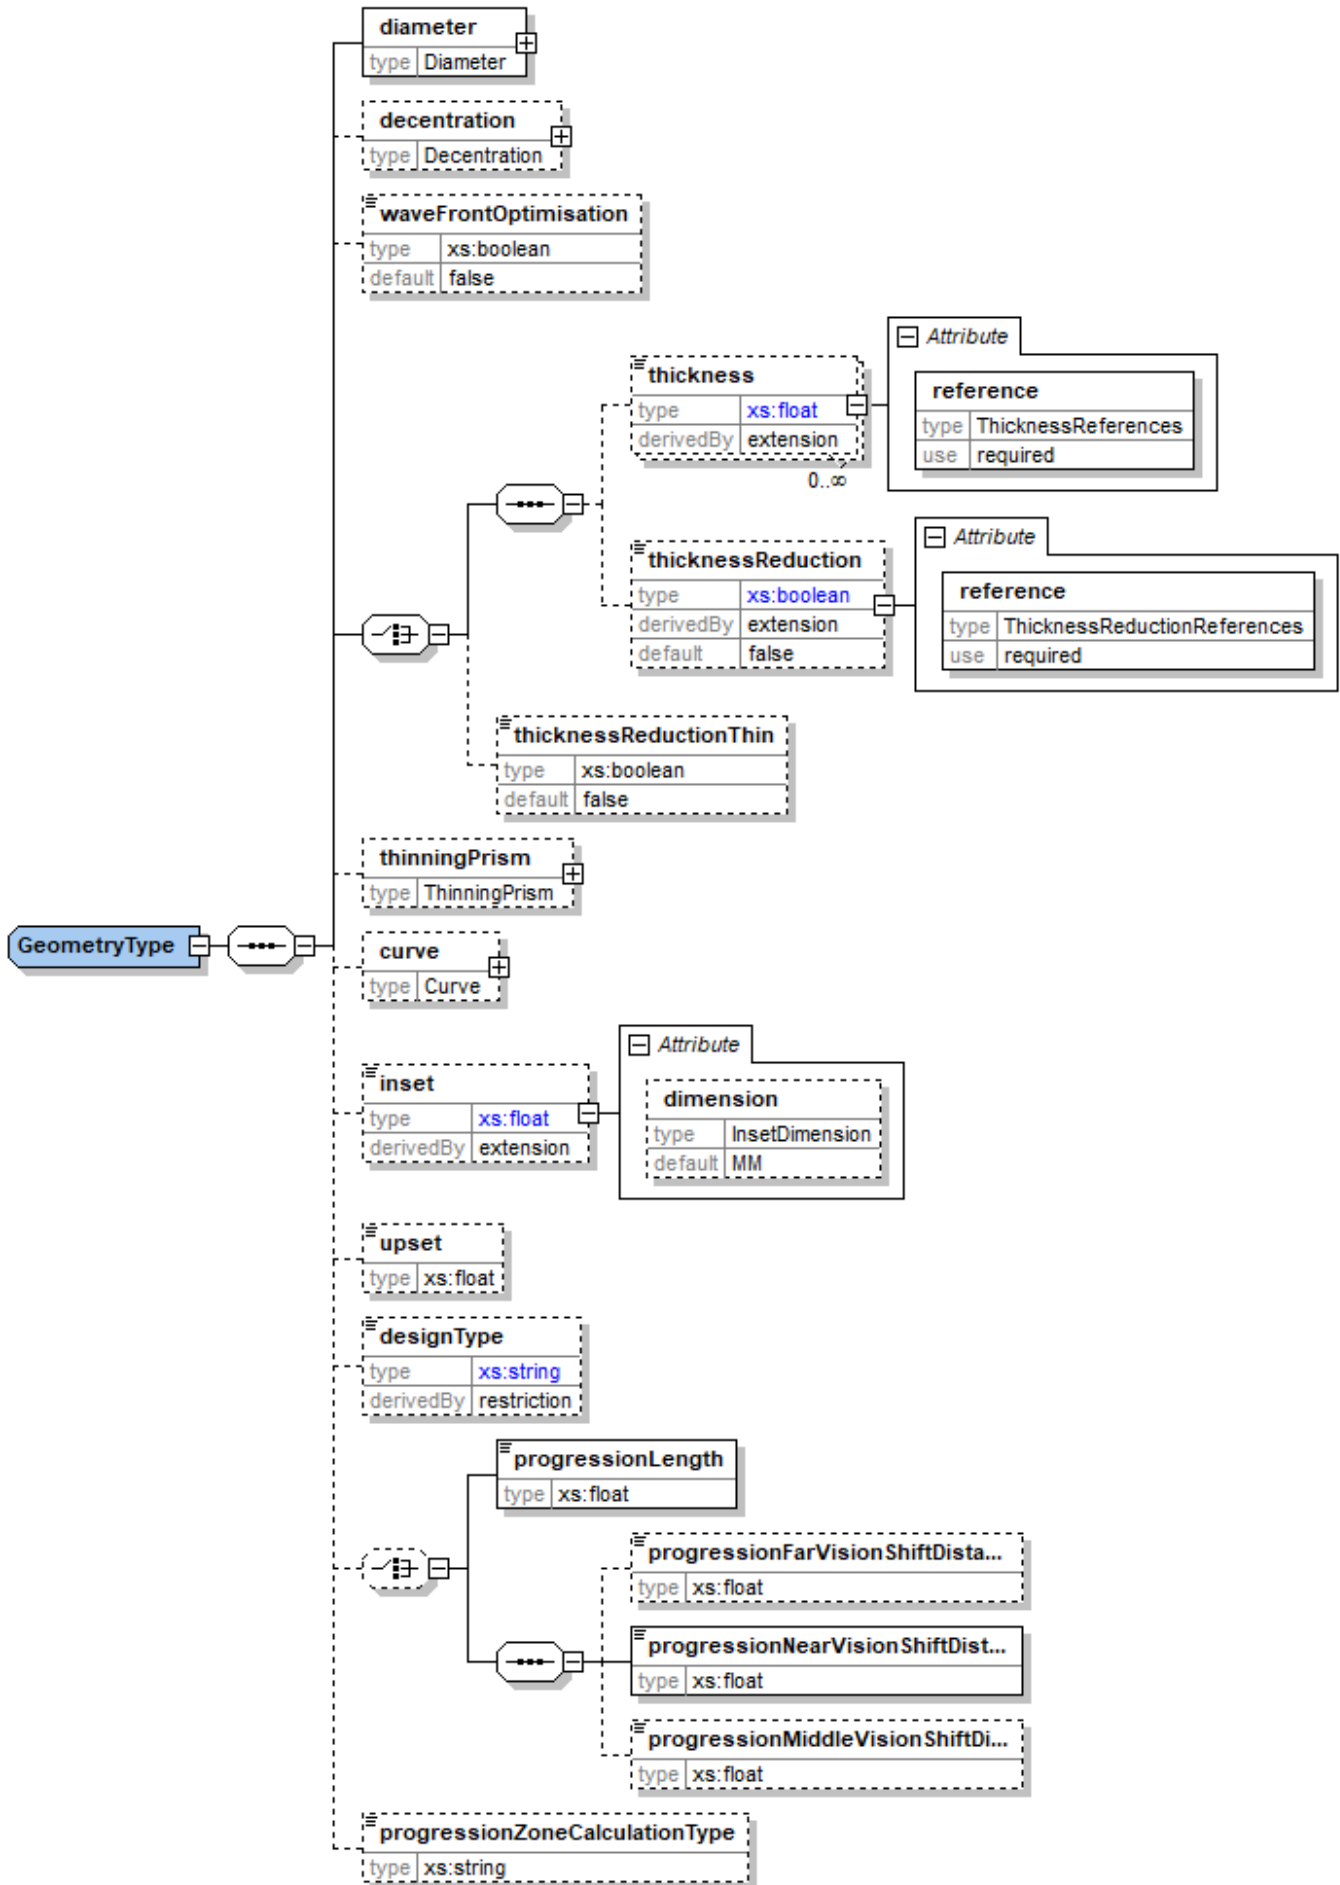 diameter
type Diameter
decentration
type Decentration
waveFrontOptimisation
type xs:boolean
default false
Attribute
thickness
type xs:float
derivedBy extension
0..∞
reference
type ThicknessReferences
use required
Attribute
thicknessReduction
type xs:boolean
derivedBy extension
default false
reference
type ThicknessReductionReferences
use required
thicknessReductionThin
type xs:boolean
default false
thinningPrism
type ThinningPrism
GeometryType
curve
type Curve
Attribute
inset
type xs:float
derivedBy extension
dimension
type InsetDimension
default MM
upset
type xs:float
designType
type xs:string
derivedBy restriction
progressionLength
type xs:float
progressionFarVisionShiftDista...
type xs:float
progressionNearVisionShiftDist...
type xs:float
progressionMiddleVisionShiftDi...
type xs:float
progressionZoneCalculationType
type xs:string